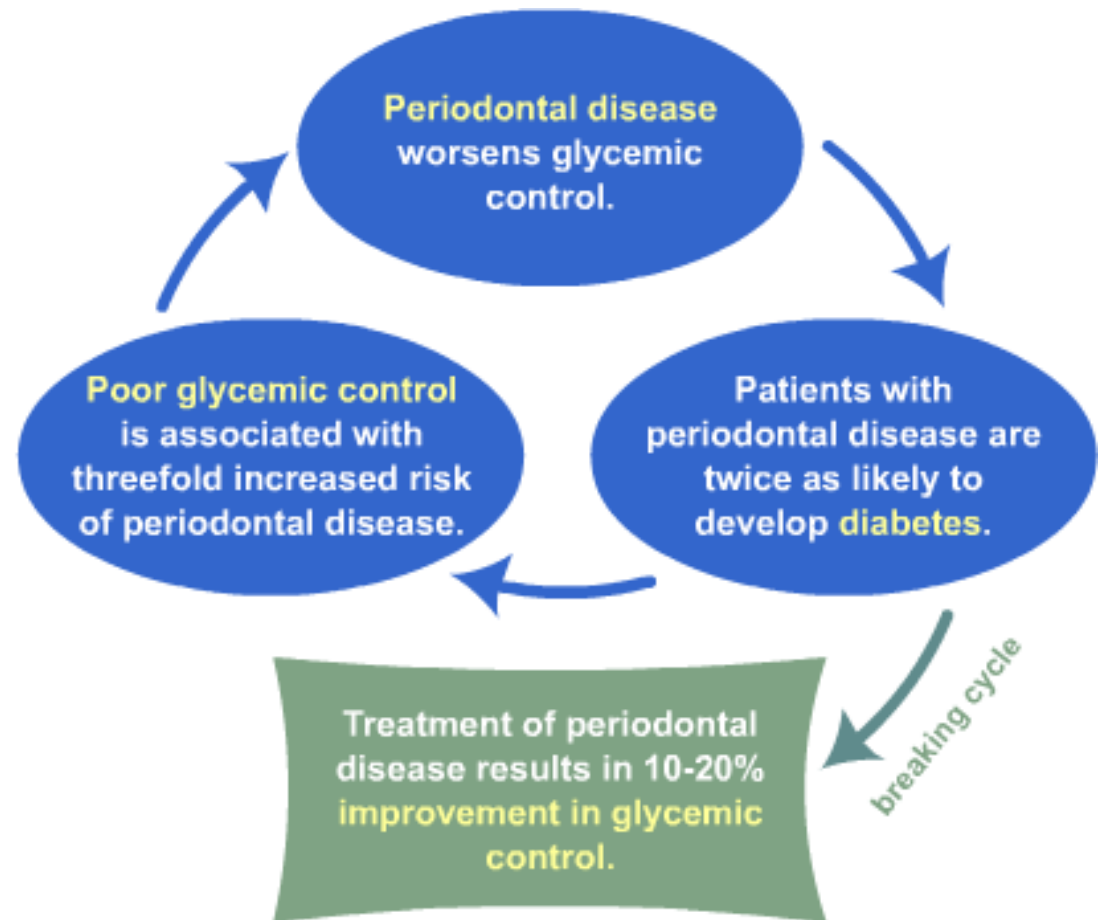 Periodontal disease
worsens glycemic
control.
Patients with
periodontal disease are
twice as likely to
develop diabetes.
Poor glycemic control
is associated with
threefold increased risk
of periodontal disease.
breaking cycle
Treatment of periodontal
disease results in 10-20%
improvement in glycemic
control.